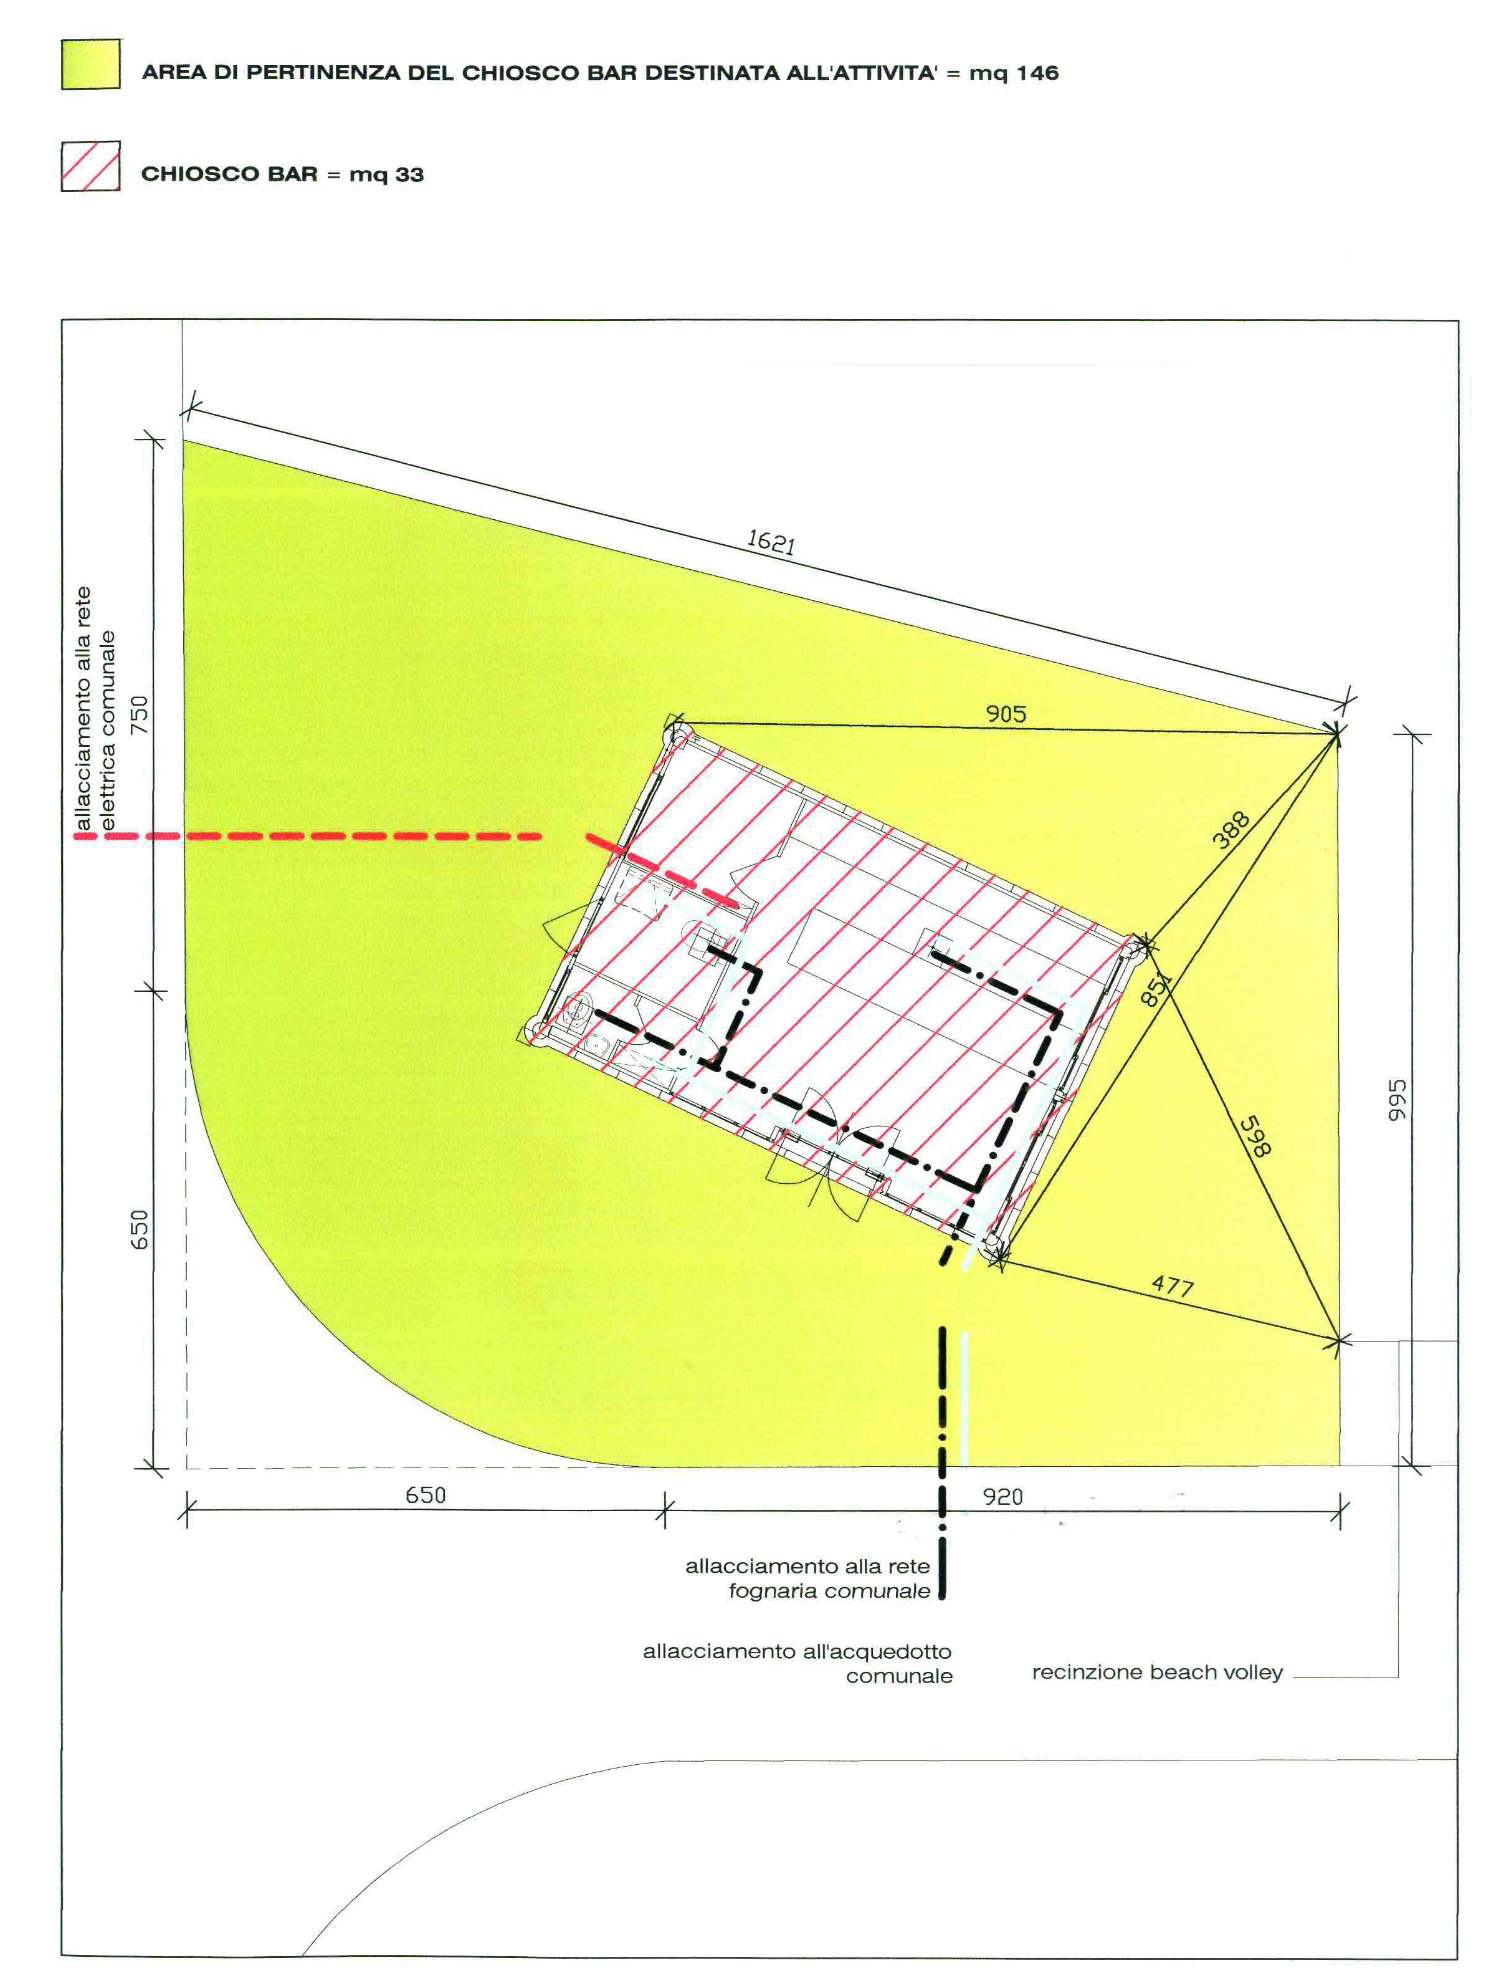 AREA DI PERTINENZA DEL CHIOSCO BAR DESTINATA ALL'ATTIVITA' = mq 146
CHIOSCO BAR = mq 33
1621
905
allacciamento alla rete
elettrica comunale
750
388
851
995
598
650
477
650
920
allacciamento alla rete
fognaria comunale
allacciamento all'acquedotto
comunale
recinzione beach volley